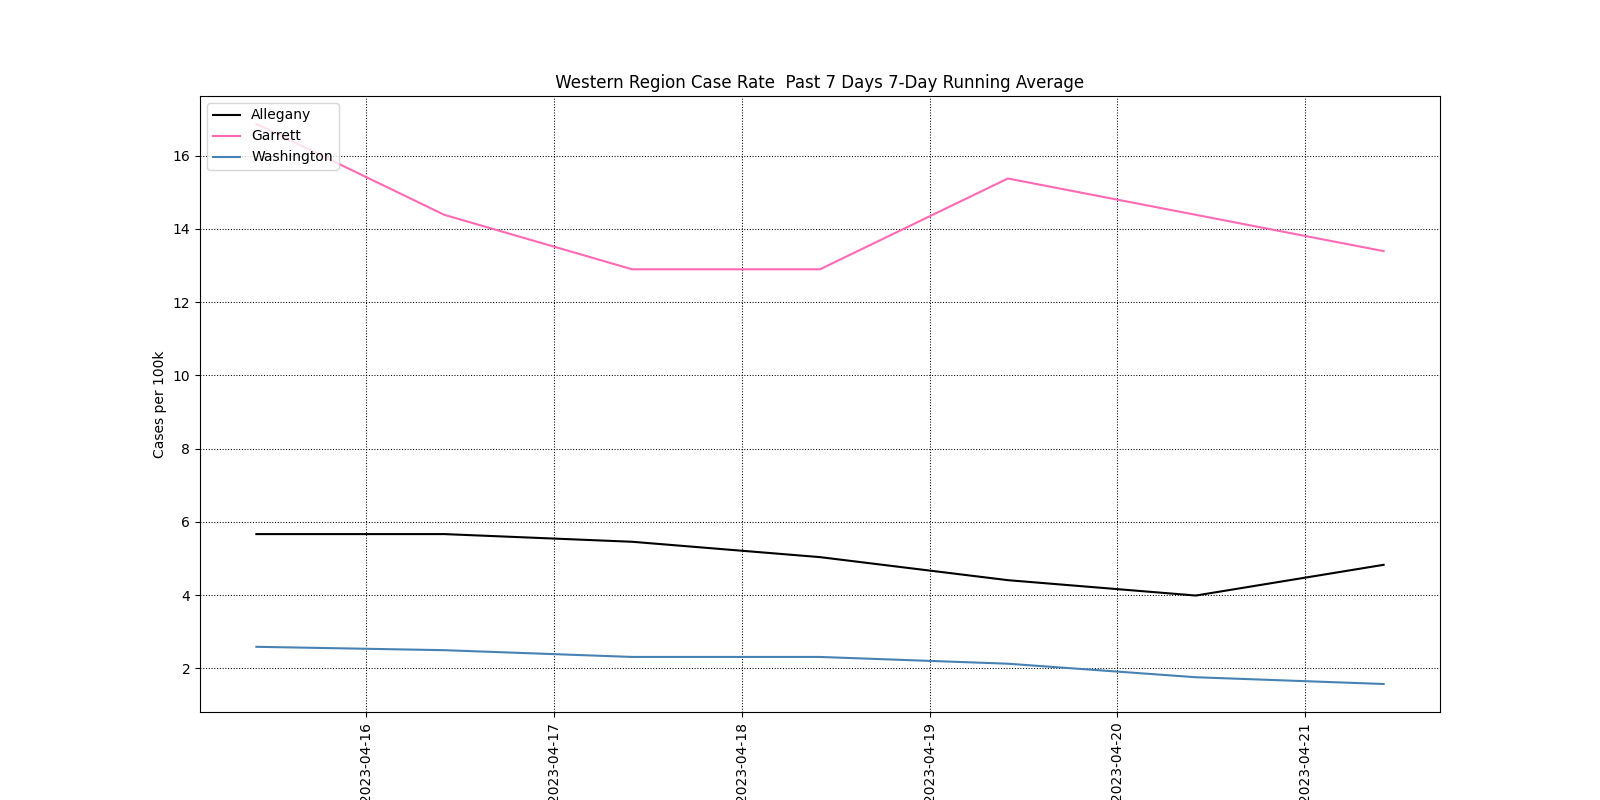 Western Region Case Rate  Past 7 Days 7-Day Running Average
Allegany
Garrett
Washington
Cases per 100k
16
14
12
10
8
6
4
2
2023-04-16
2023-04-17
2023-04-18
2023-04-19
2023-04-20
2023-04-21